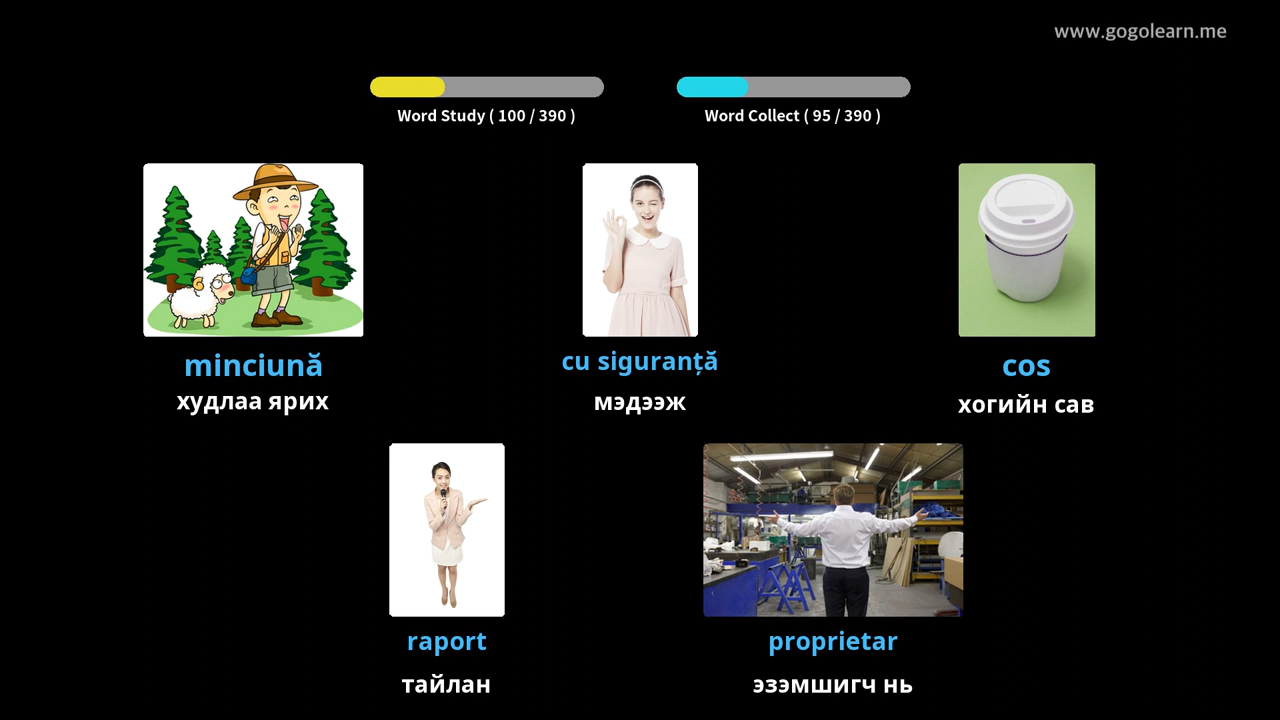 www.gogolearn.me
Word Study ( 100 / 390 )
Word Collect ( 95 / 390 )
minciună
cu siguranță
cos
худлаа ярих
мэдээж
хогийн сав
raport
proprietar
тайлан
эзэмшигч нь